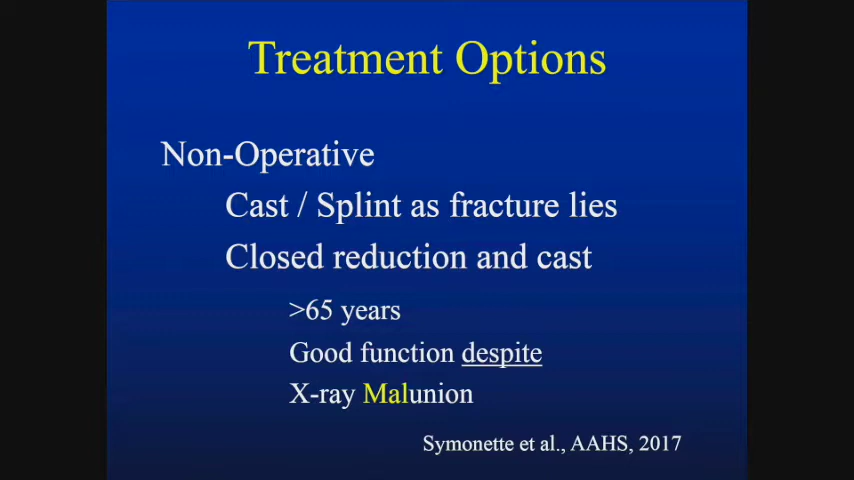 Treatment Options
Non-Operative
Cast / Splint as fracture lies
Closed reduction and cast
>65 years
Good function despite
X-ray Malunion
Symonette et al., AAHS, 2017